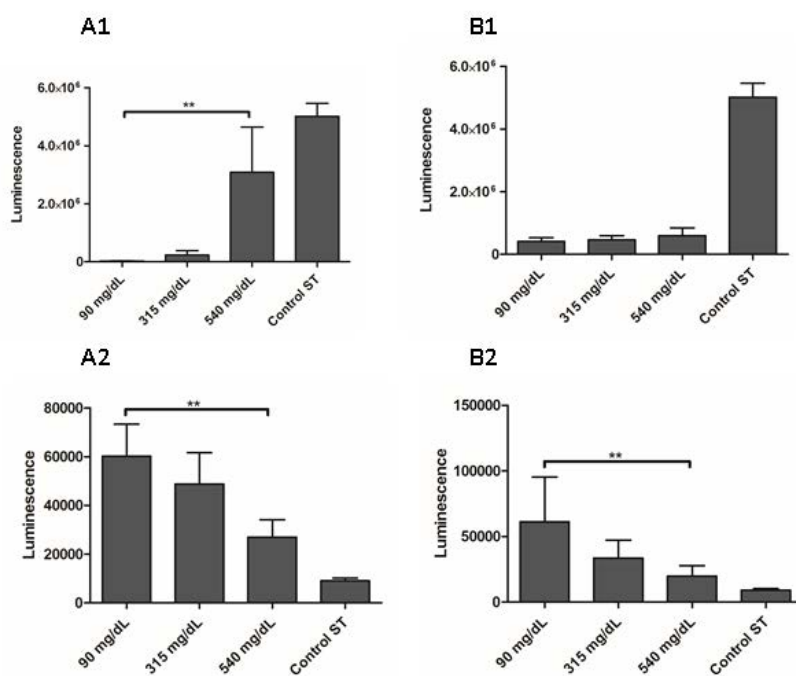 A1
Luminescence
6.0×10⁶
4.0×10⁶
2.0×10⁶
0
**
90 mg/dL
315 mg/dL
540 mg/dL
Control ST
B1
Luminescence
6.0×10⁶
4.0×10⁶
2.0×10⁶
0
90 mg/dL
315 mg/dL
540 mg/dL
Control ST
A2
Luminescence
80000
60000
40000
20000
0
**
90 mg/dL
315 mg/dL
540 mg/dL
Control ST
B2
Luminescence
150000
100000
50000
0
**
90 mg/dL
315 mg/dL
540 mg/dL
Control ST